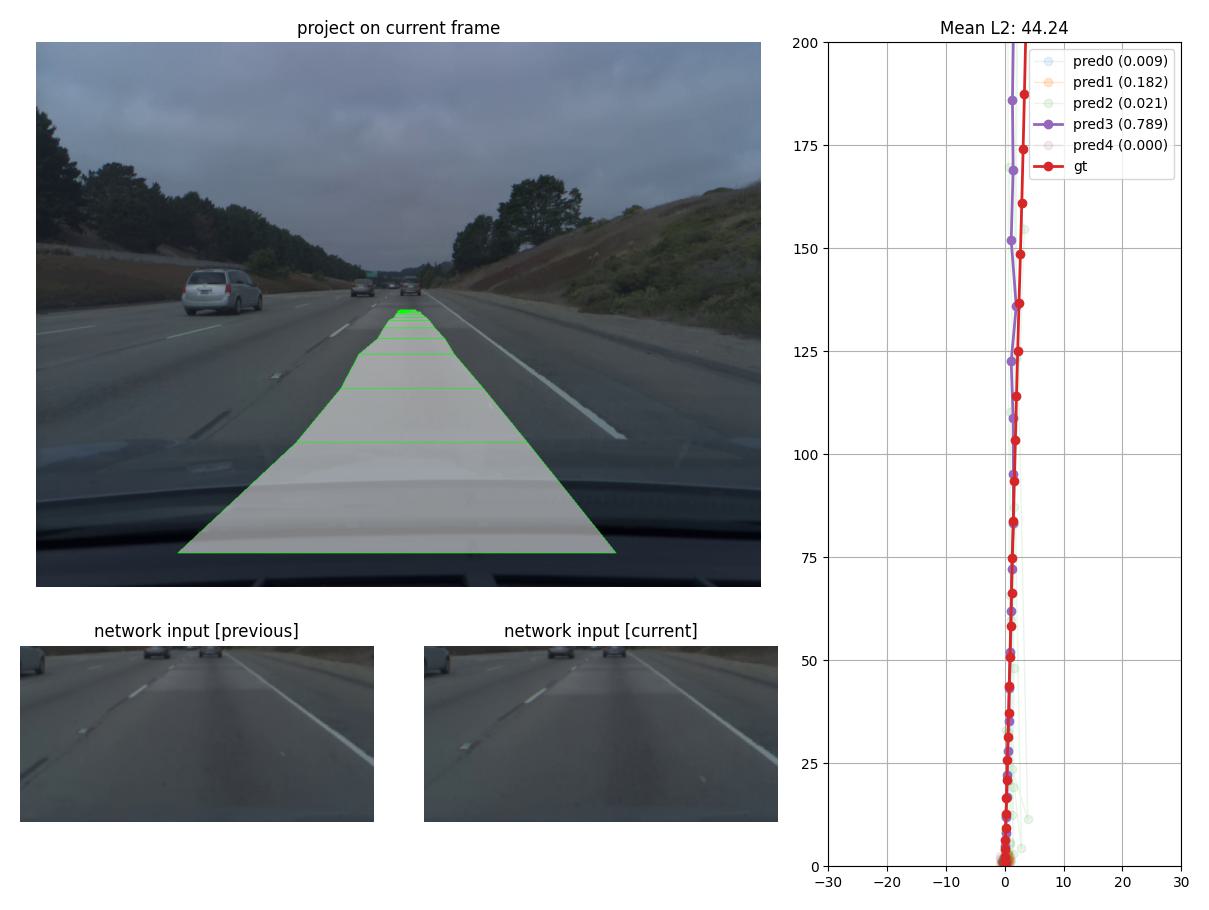 project on current frame
Mean L2: 44.24
200
175
150
125
100
75
50
25
0
−30
−20
−10
0
10
20
30
pred0 (0.009)
pred1 (0.182)
pred2 (0.021)
pred3 (0.789)
pred4 (0.000)
gt
network input [previous]
network input [current]